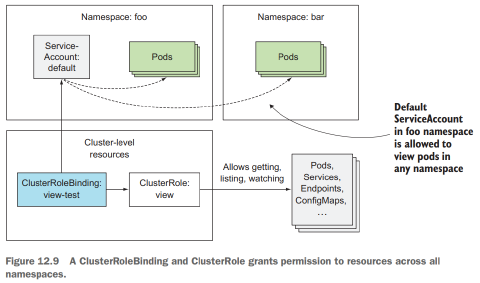 Namespace: foo
Namespace: bar
Service-
Account:
default
Pods
Pods
Default
ServiceAccount
in foo namespace
is allowed to
view pods in
any namespace
Cluster-level
resources
ClusterRoleBinding:
view-test
ClusterRole:
view
Allows getting,
listing, watching
Pods,
Services,
Endpoints,
ConfigMaps,
…
Figure 12.9 A ClusterRoleBinding and ClusterRole grants permission to resources across all
namespaces.